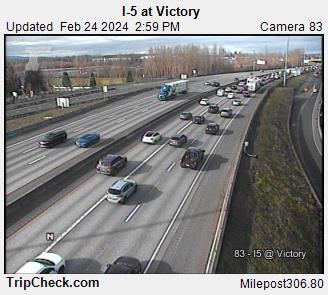 I-5 at Victory
Updated Feb 24 2024 2:59 PM Camera 83
N
83 - I5 @ Victory
TripCheck.com Milepost306.80